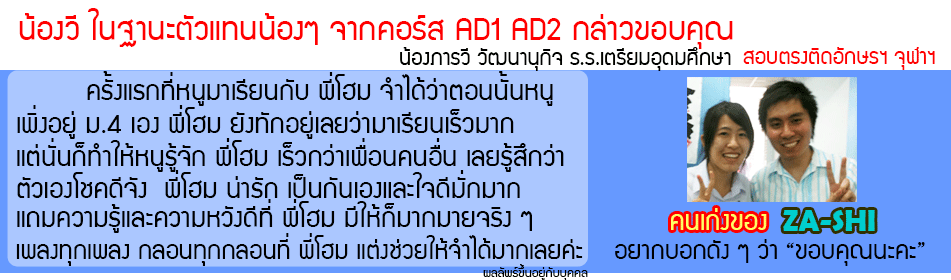 น้องวี ในฐานะตัวแทนน้องๆ จากคอร์ส AD1 AD2 กล่าวขอบคุณ
น้องภารวี วัฒนานุกิจ ร.ร.เตรียมอุดมศึกษา สอบตรงติดอักษรฯ จุฬาฯ
ครั้งแรกที่หนูมาเรียนกับ พี่โฮม จำได้ว่าตอนนั้นหนู
เพิ่งอยู่ ม.4 เอง พี่โฮม ยังทักอยู่เลยว่ามาเรียนเร็วมาก
แต่นั่นก็ทำให้หนูรู้จัก พี่โฮม เร็วกว่าเพื่อนคนอื่น เลยรู้สึกว่า
ตัวเองโชคดีจัง พี่โฮม น่ารัก เป็นกันเองและใจดีมั่กมาก
แถมความรู้และความหวังดีที่ พี่โฮม มีให้ก็มากมายจริง ๆ
เพลงทุกเพลง กลอนทุกกลอนที่ พี่โฮม แต่งช่วยให้จำได้มากเลยค่ะ
คนเก่งของ ZA-SHI
อยากบอกดัง ๆ ว่า “ขอบคุณนะคะ”
ผลลัพธ์ขึ้นอยู่กับบุคคล